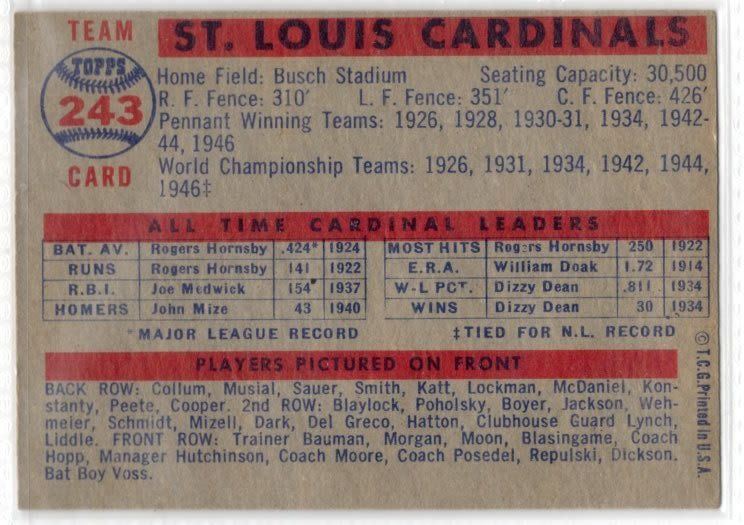 TEAM
ST. LOUIS CARDINALS
TOPPS
243
CARD
Home Field: Busch Stadium Seating Capacity: 30,500
R. F. Fence: 310′ L. F. Fence: 351′ C. F. Fence: 426′
Pennant Winning Teams: 1926, 1928, 1930-31, 1934, 1942-
44, 1946
World Championship Teams: 1926, 1931, 1934, 1942, 1944,
1946‡
ALL TIME CARDINAL LEADERS
BAT. AV. Rogers Hornsby .424* 1924 MOST HITS Rogers Hornsby 250 1922
RUNS Rogers Hornsby 141 1922 E.R.A. William Doak 1.72 1914
R.B.I. Joe Medwick 154 1937 W-L PCT. Dizzy Dean .811 1934
HOMERS John Mize 43 1940 WINS Dizzy Dean 30 1934
*MAJOR LEAGUE RECORD ‡TIED FOR N.L. RECORD
PLAYERS PICTURED ON FRONT
BACK ROW: Collum, Musial, Sauer, Smith, Katt, Lockman, McDaniel, Kon-
stanty, Peete, Cooper. 2nd ROW: Blaylock, Poholsky, Boyer, Jackson, Weh-
meier, Schmidt, Mizell, Dark, Del Greco, Hatton, Clubhouse Guard Lynch,
Liddle. FRONT ROW: Trainer Bauman, Morgan, Moon, Blasingame, Coach
Hopp, Manager Hutchinson, Coach Moore, Coach Posedel, Repulski, Dickson.
Bat Boy Voss.
© T.C.G. Printed in U.S.A.